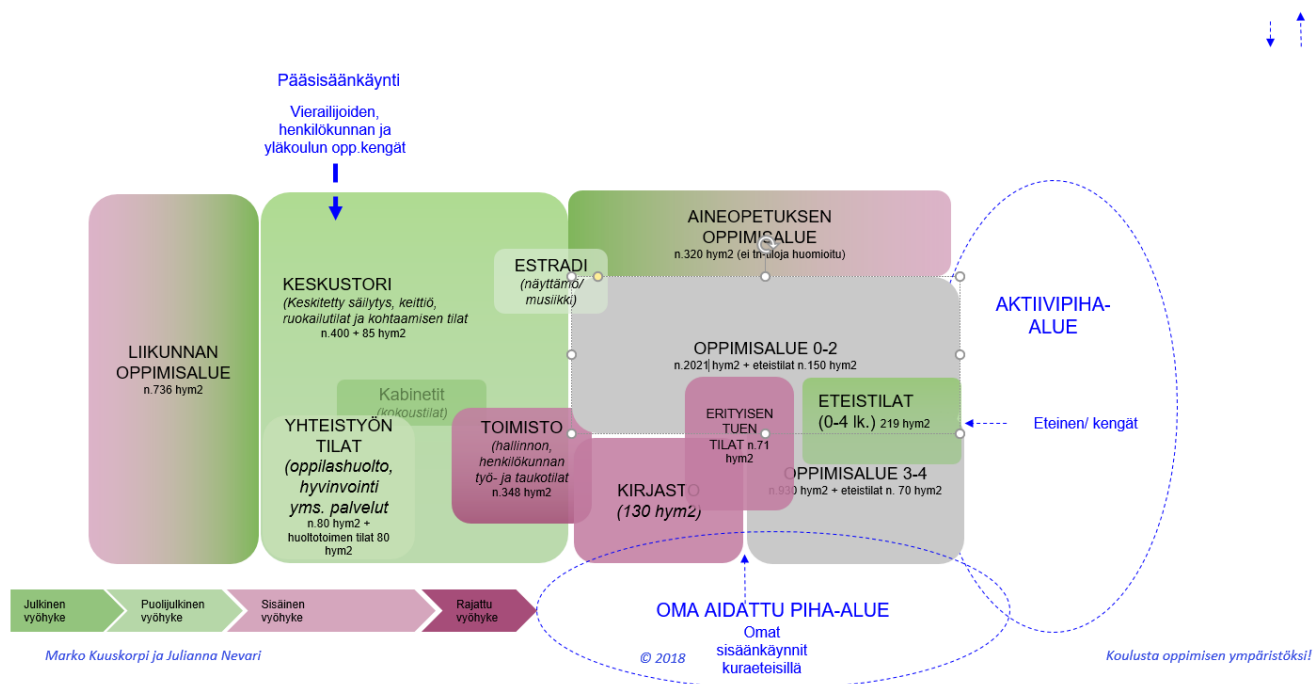 Pääsisäänkäynti
Vierailijoiden,
henkilökunnan ja
yläkoulun opp.kengät
LIIKUNNAN
OPPIMISALUE
n.736 hym2
KESKUSTORI
(Keskitetty säilytys, keittiö,
ruokailutilat ja kohtaamisen tilat
n.400 + 85 hym2
ESTRADI
(näyttämö/
musiikki)
AINEOPETUKSEN
OPPIMISALUE
n.320 hym2 (ei tn-tiloja huomioitu)
AKTIIVIPIHA-
ALUE
OPPIMISALUE 0-2
n.2021 hym2 + eteistilat n.150 hym2
Kabinetit
(kokoustilat)
YHTEISTYÖN
TILAT
(oppilashuolto,
hyvinvointi
yms. palvelut
n.80 hym2 +
huoltotoimen tilat 80
hym2
TOIMISTO
(hallinnon,
henkilökunnan
työ- ja taukotilat
n.348 hym2
ERITYISEN
TUEN
TILAT n.71
hym2
ETEISTILAT
(0-4 lk.) 219 hym2
Eteinen/ kengät
KIRJASTO
(130 hym2)
OPPIMISALUE 3-4
n.930 hym2 + eteistilat n. 70 hym2
Julkinen
vyöhyke
Puolijulkinen
vyöhyke
Sisäinen
vyöhyke
Rajattu
vyöhyke
OMA AIDATTU PIHA-ALUE
Omat
sisäänkäynnit
kuraeteisillä
Marko Kuuskorpi ja Julianna Nevari
© 2018
Koulusta oppimisen ympäristöksi!